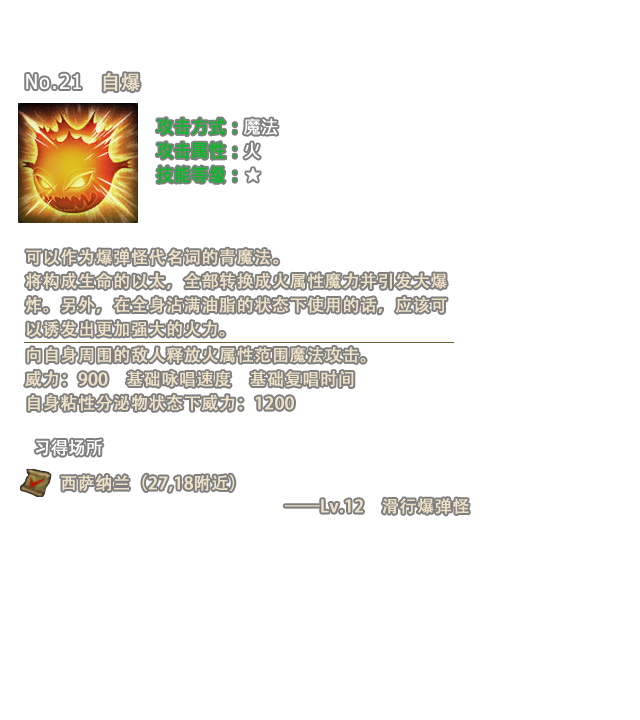 No.21　自爆
攻击方式：魔法
攻击属性：火
技能等级：★
可以作为爆弹怪代名词的青魔法。
将构成生命的以太，全部转换成火属性魔力并引发大爆
炸。另外，在全身沾满油脂的状态下使用的话，应该可
以诱发出更加强大的火力。
向自身周围的敌人释放火属性范围魔法攻击。
威力：900　基础咏唱速度　基础复唱时间
自身粘性分泌物状态下威力：1200
习得场所
西萨纳兰（27,18附近）
——Lv.12　滑行爆弹怪